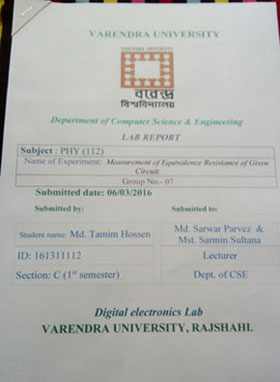 VARENDRA UNIVERSITY
বরেন্দ্র
বিশ্ববিদ্যালয়
Department of Computer Science & Engineering
LAB REPORT
Subject : PHY (112)
Name of Experiment: Measurement of Equivalence Resistance of Given
Circuit.
Group No.- 07
Submitted date: 06/03/2016
Submitted by:
Submitted to:
Student name: Md. Tamim Hossen
Md. Sarwar Parvez &
Mst. Sarmin Sultana
ID: 161311112
Lecturer
Section: C (1st semester)
Dept. of CSE
Digital electronics Lab
VARENDRA UNIVERSITY, RAJSHAHI.